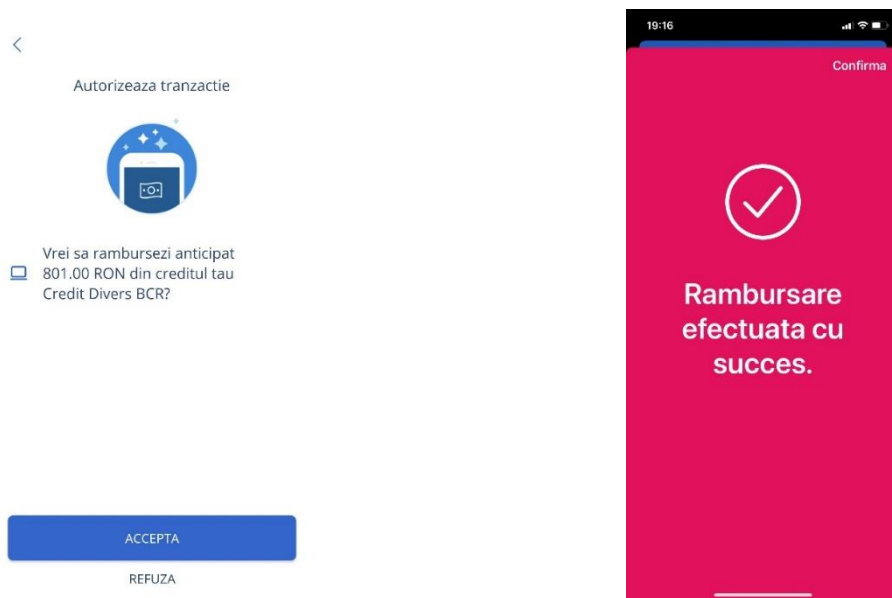 Autorizeaza tranzactie
Vrei sa rambursezi anticipat
801.00 RON din creditul tau
Credit Divers BCR?
ACCEPTA
REFUZA
19:16
Confirma
Rambursare
efectuata cu
succes.